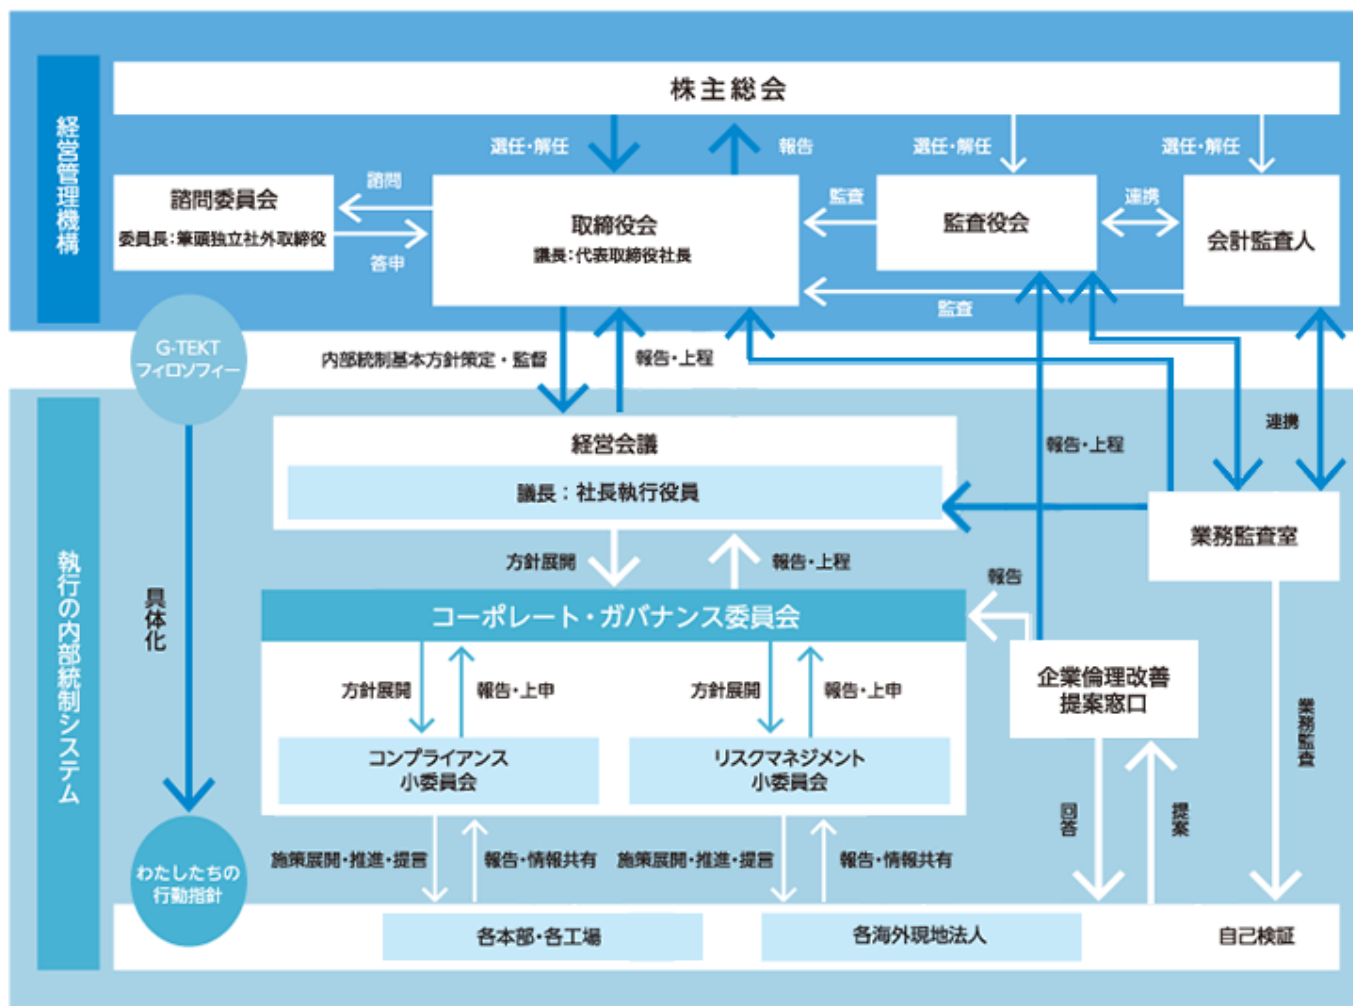 株主総会
経営管理機構
選任・解任
報告
選任・解任
選任・解任
諮問委員会
委員長：筆頭独立社外取締役
諮問
答申
取締役会
議長：代表取締役社長
監査
監査役会
連携
会計監査人
監査
G-TEKT
フィロソフィー
内部統制基本方針策定・監督
報告・上程
経営会議
議長：社長執行役員
報告・上程
連携
業務監査室
執行の内部統制システム
具体化
方針展開
報告・上程
報告
コーポレート・ガバナンス委員会
方針展開
報告・上申
方針展開
報告・上申
企業倫理改善
提案窓口
コンプライアンス
小委員会
リスクマネジメント
小委員会
業務監査
回答
提案
施策展開・推進・提言
報告・情報共有
施策展開・推進・提言
報告・情報共有
わたしたちの
行動指針
各本部・各工場
各海外現地法人
自己検証